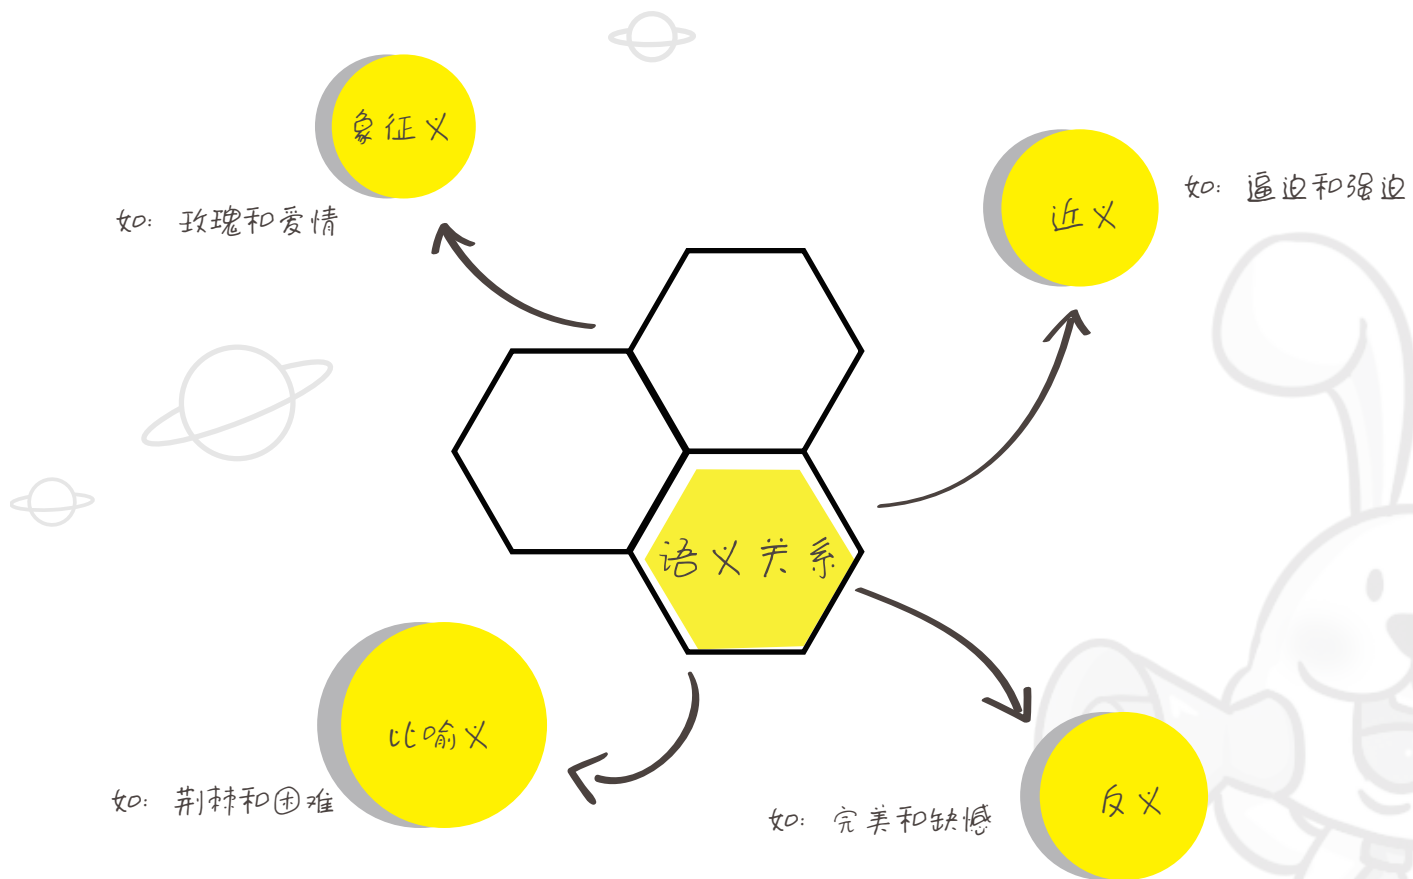 象征义
如：玫瑰和爱情
近义
如：逼迫和强迫
语义关系
比喻义
如：荆棘和困难
反义
如：完美和缺憾